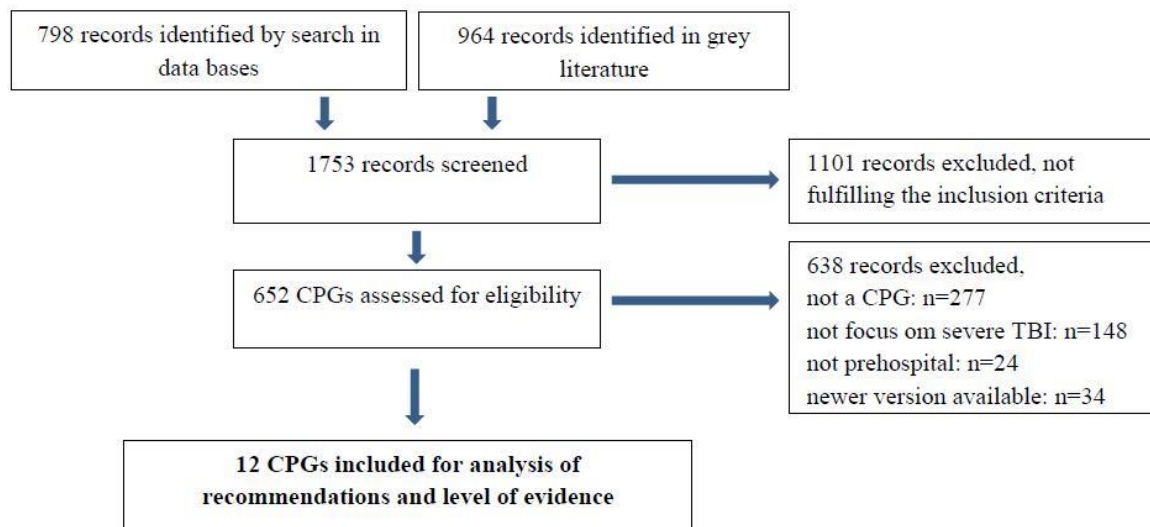 798 records identified by search in
data bases
964 records identified in grey
literature
1753 records screened
1101 records excluded, not
fulfilling the inclusion criteria
652 CPGs assessed for eligibility
638 records excluded,
not a CPG: n=277
not focus om severe TBI: n=148
not prehospital: n=24
newer version available: n=34
12 CPGs included for analysis of
recommendations and level of evidence